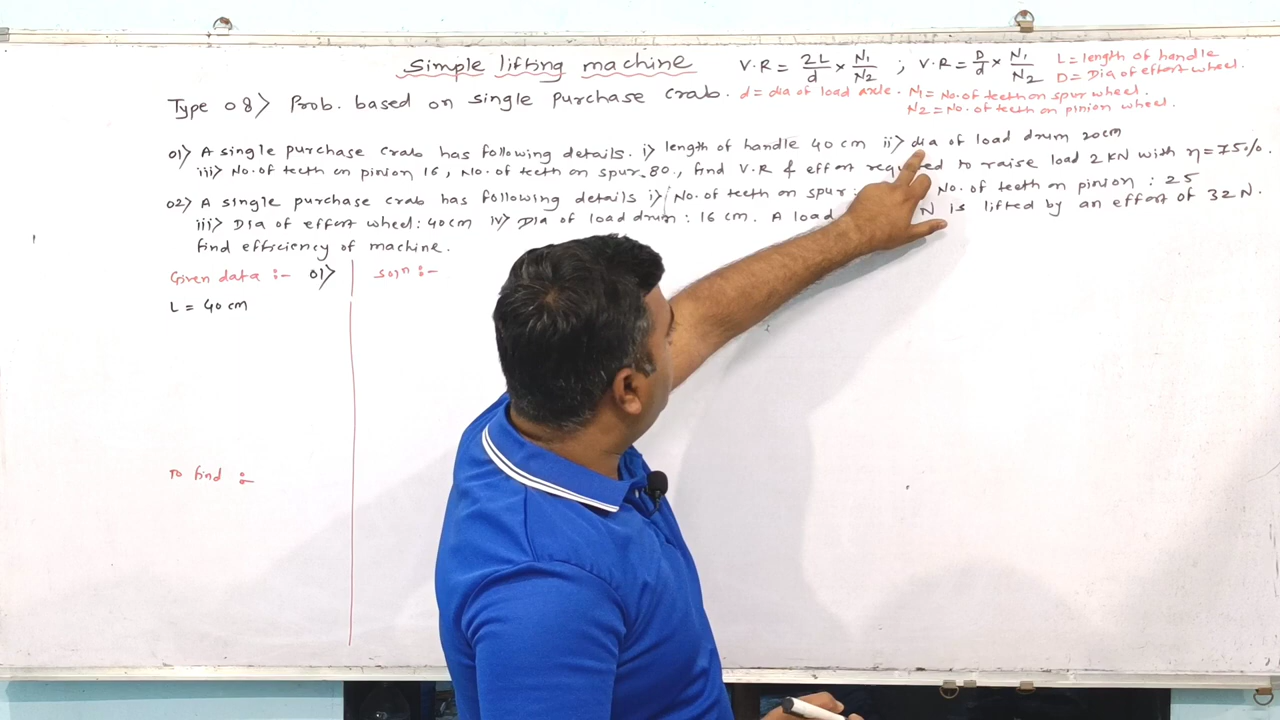 Simple lifting machine V.R = 2L/d × N1/N2 ; V.R = D/d × N1/N2 L = length of handle
D = Dia of effort wheel.
Type 08> Prob. based on single purchase crab. d = dia of load axle. N1 = No. of teeth on spur wheel.
N2 = No. of teeth on pinion wheel.
01> A single purchase crab has following details. i> length of handle 40 cm ii> dia of load drum 20cm
iii> No. of teeth on pinion 16, No. of teeth on spur 80, find V.R & effort required to raise load 2 KN with η = 75%.
02> A single purchase crab has following details i> No. of teeth on spur: No. of teeth on pinion : 25
iii> Dia of effort wheel: 40cm iv> Dia of load drum : 16 cm. A load N is lifted by an effort of 32 N.
find efficiency of machine.
Given data :- 01> soln :-
L = 40 cm
To find :-